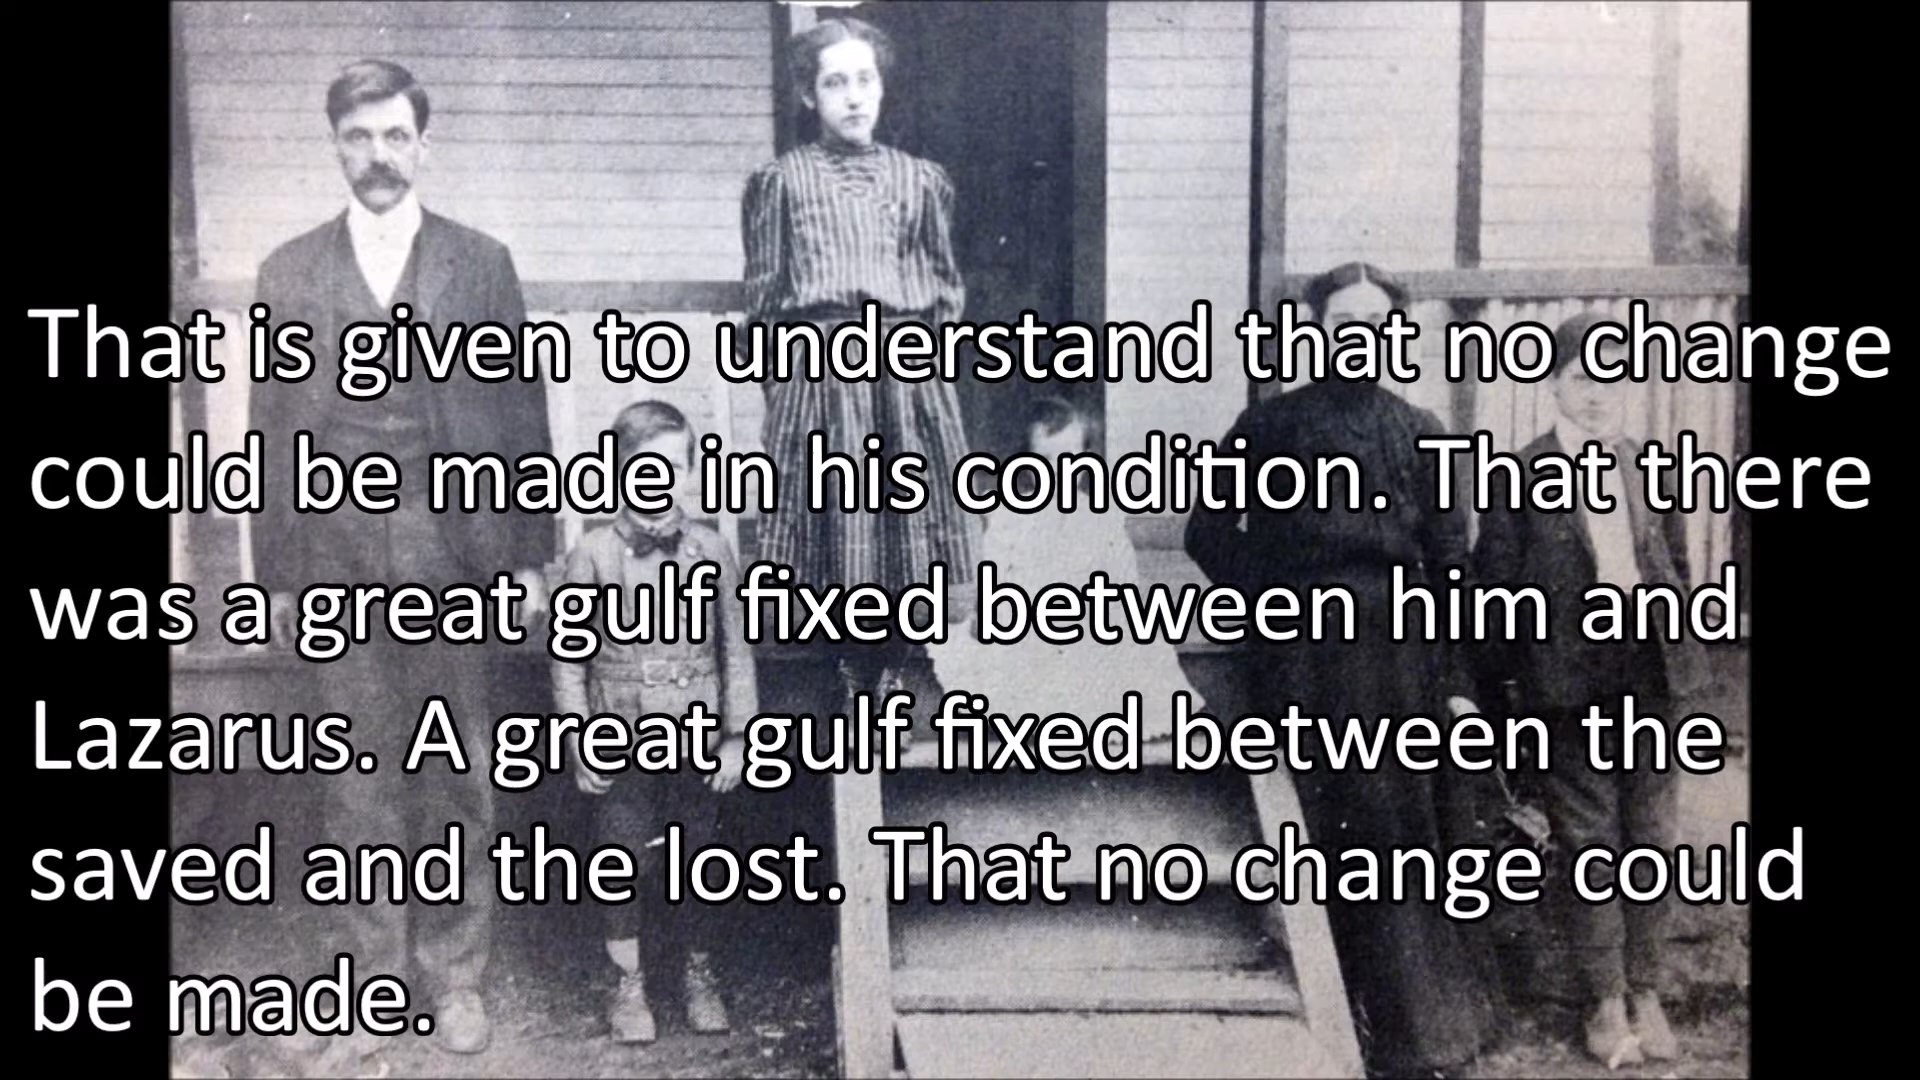 That is given to understand that no change
could be made in his condition. That there
was a great gulf fixed between him and
Lazarus. A great gulf fixed between the
saved and the lost. That no change could
be made.